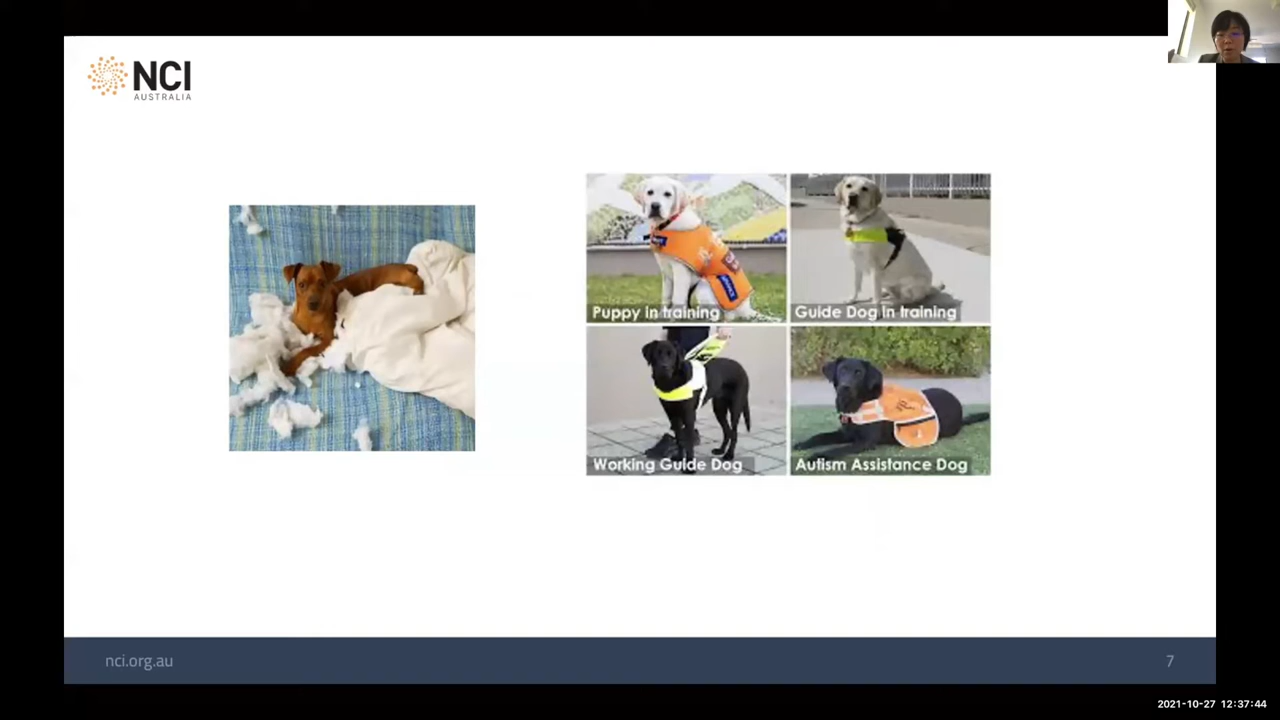 NCI
AUSTRALIA
Puppy in training
Guide Dog in training
Working Guide Dog
Autism Assistance Dog
nci.org.au
7
2021-10-27 12:37:44